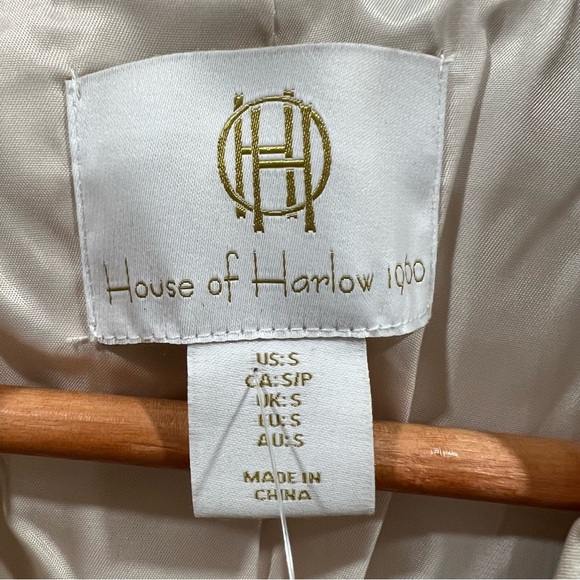 House of Harlow 1960
US: S
CA: S/P
UK: S
EU: S
AU: S
MADE IN
CHINA